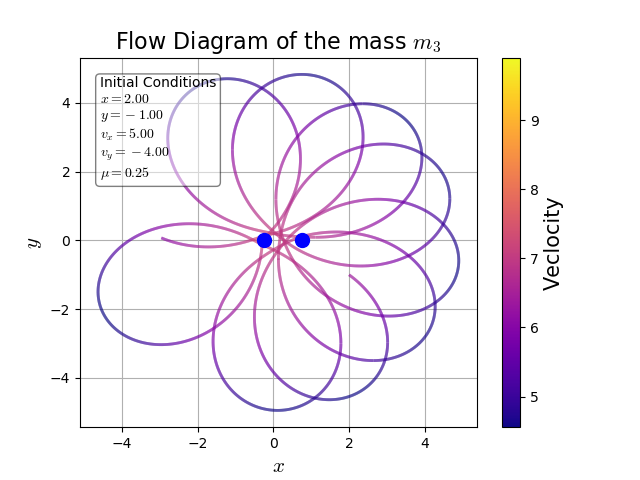 Flow Diagram of the mass m₃
Initial Conditions
x = 2.00
y = −1.00
vₓ = 5.00
v_y = −4.00
μ = 0.25
4
2
0
−2
−4
y
−4
−2
0
2
4
x
9
8
7
6
5
Veclocity